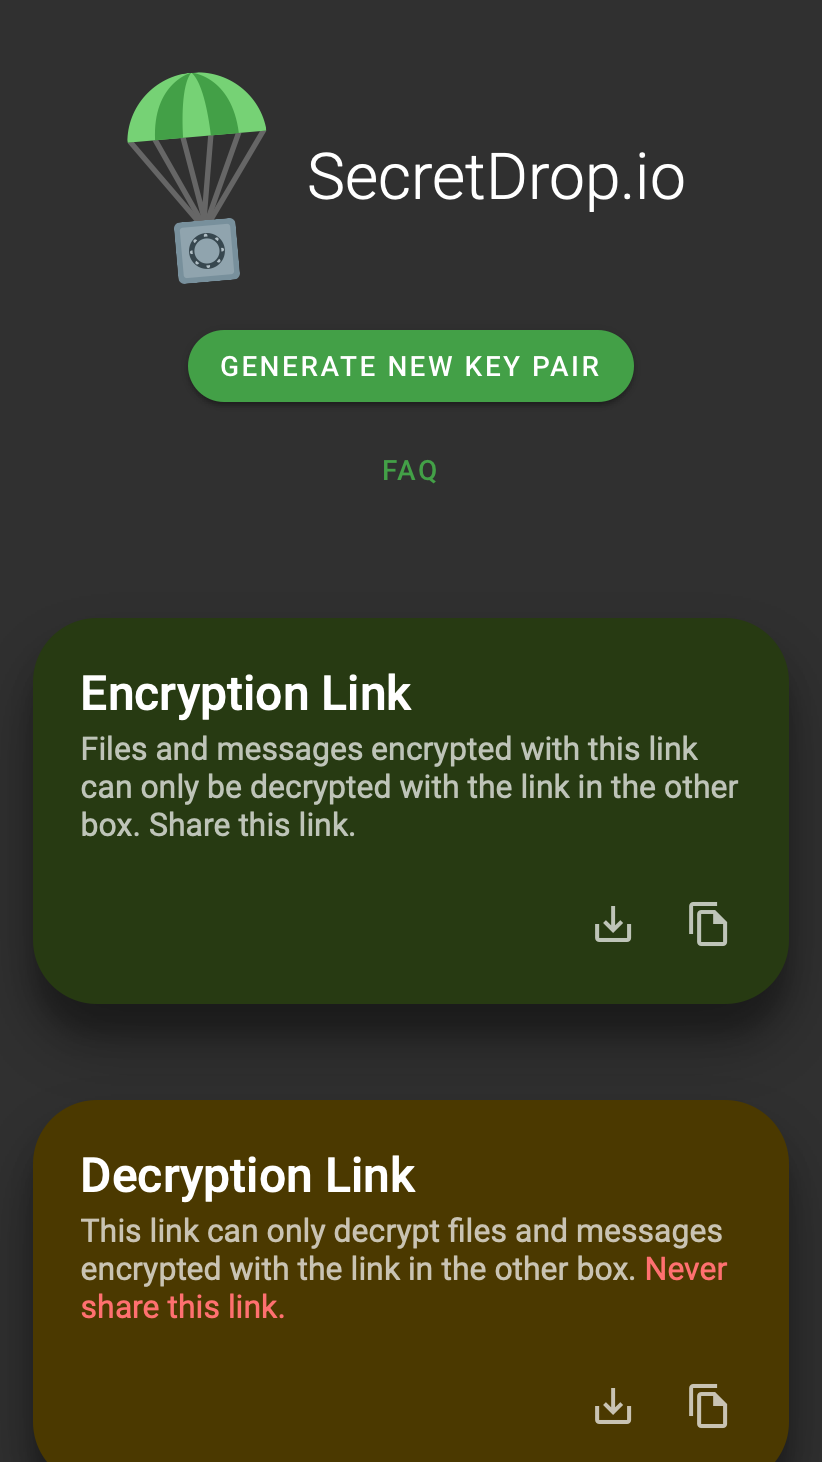 SecretDrop.io
GENERATE NEW KEY PAIR
FAQ
Encryption Link
Files and messages encrypted with this link
can only be decrypted with the link in the other
box. Share this link.
Decryption Link
This link can only decrypt files and messages
encrypted with the link in the other box. Never
share this link.